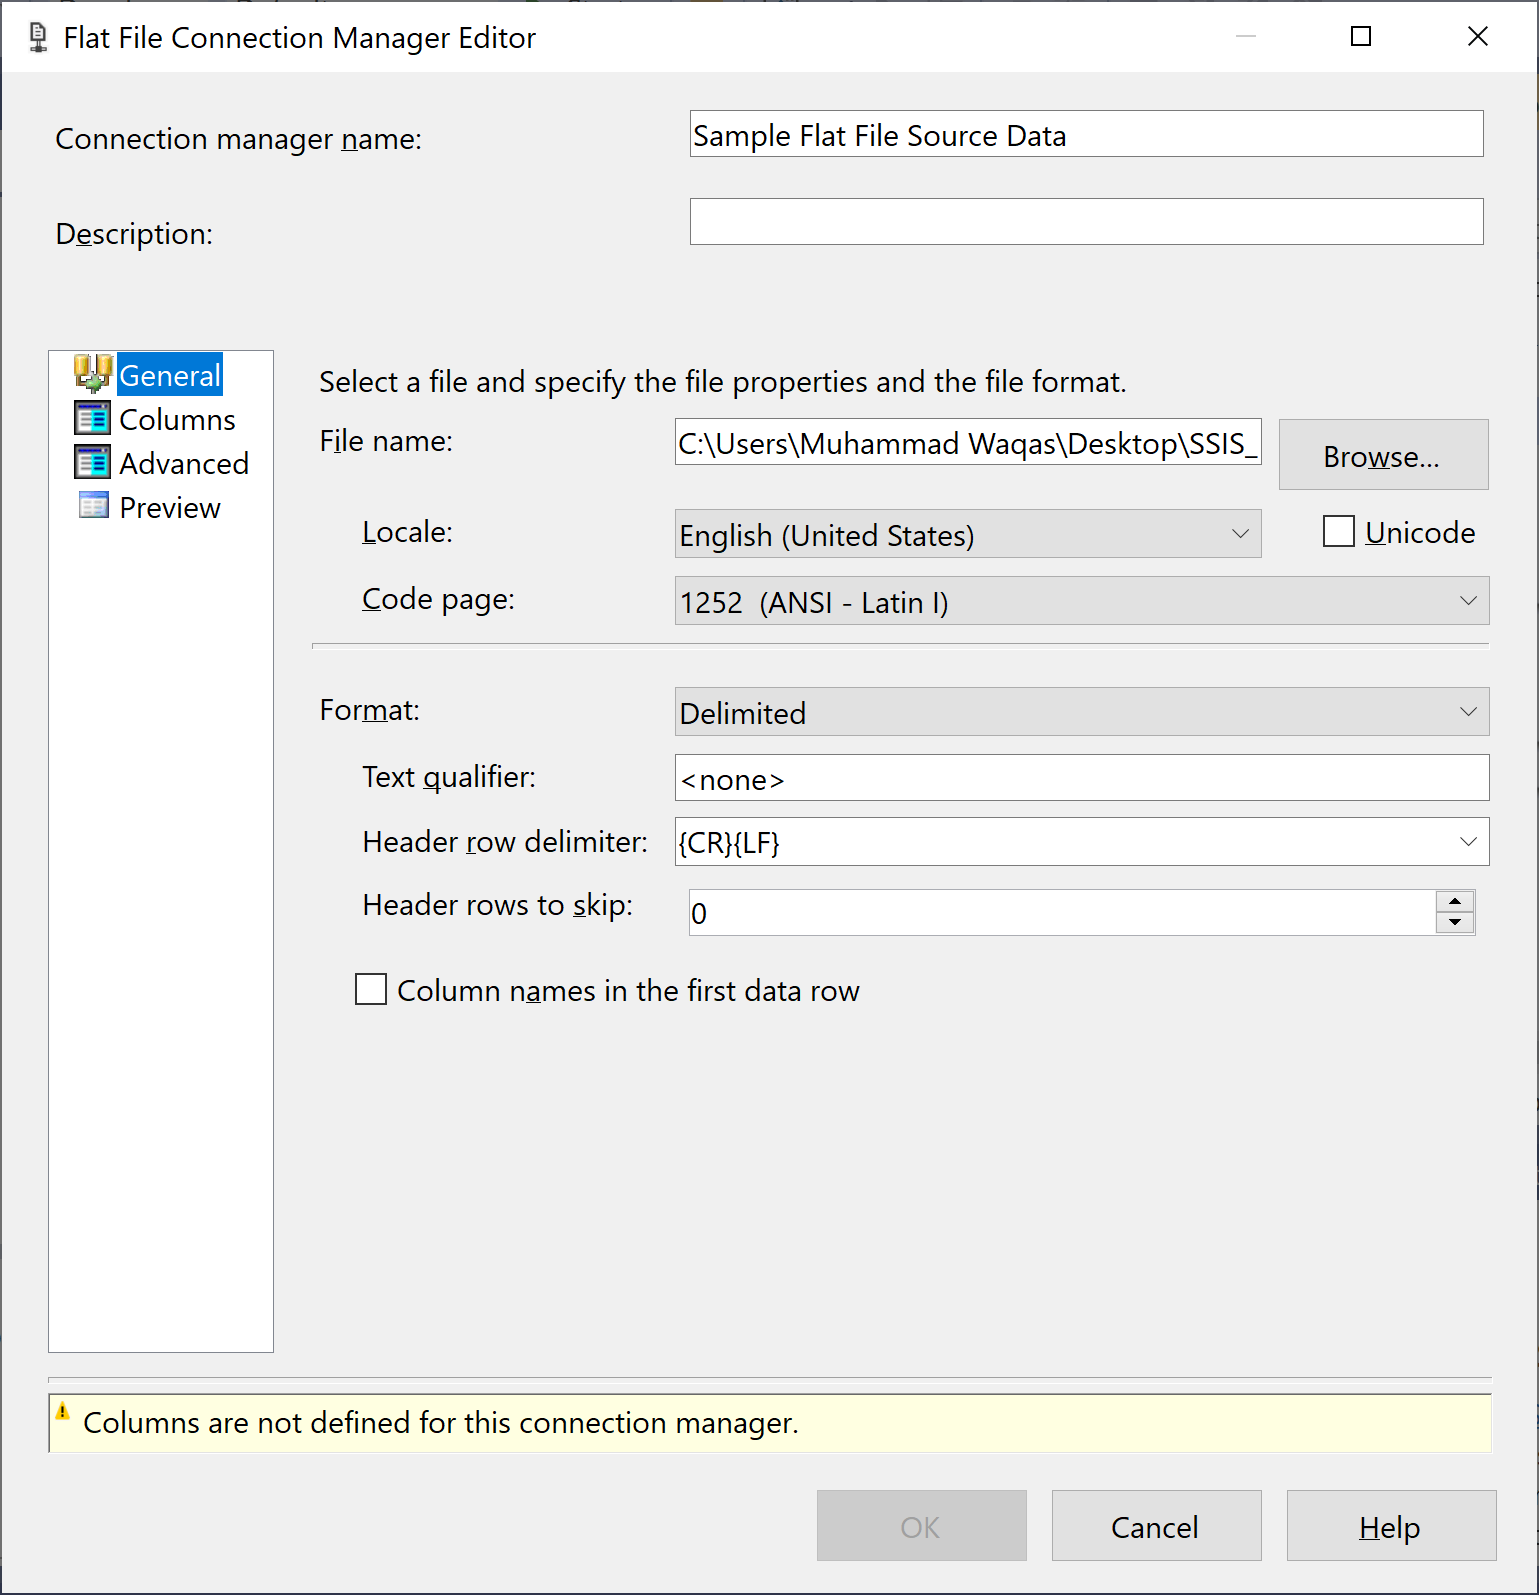 Flat File Connection Manager Editor
Connection manager name:
Sample Flat File Source Data
Description:
General
Columns
Advanced
Preview
Select a file and specify the file properties and the file format.
File name:
C:\Users\Muhammad Waqas\Desktop\SSIS_
Browse...
Locale:
English (United States)
Unicode
Code page:
1252  (ANSI - Latin I)
Format:
Delimited
Text qualifier:
<none>
Header row delimiter:
{CR}{LF}
Header rows to skip:
0
Column names in the first data row
Columns are not defined for this connection manager.
OK
Cancel
Help